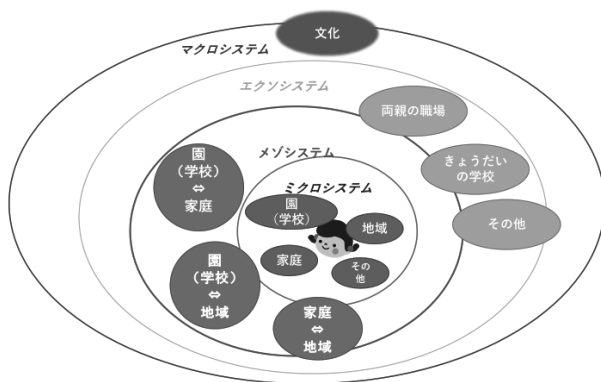 文化
マクロシステム
エクソシステム
両親の職場
園
（学校）
⇔
家庭
メゾシステム
きょうだい
の学校
ミクロシステム
園
（学校）
地域
その他
家庭
その
他
園
（学校）
⇔
地域
家庭
⇔
地域